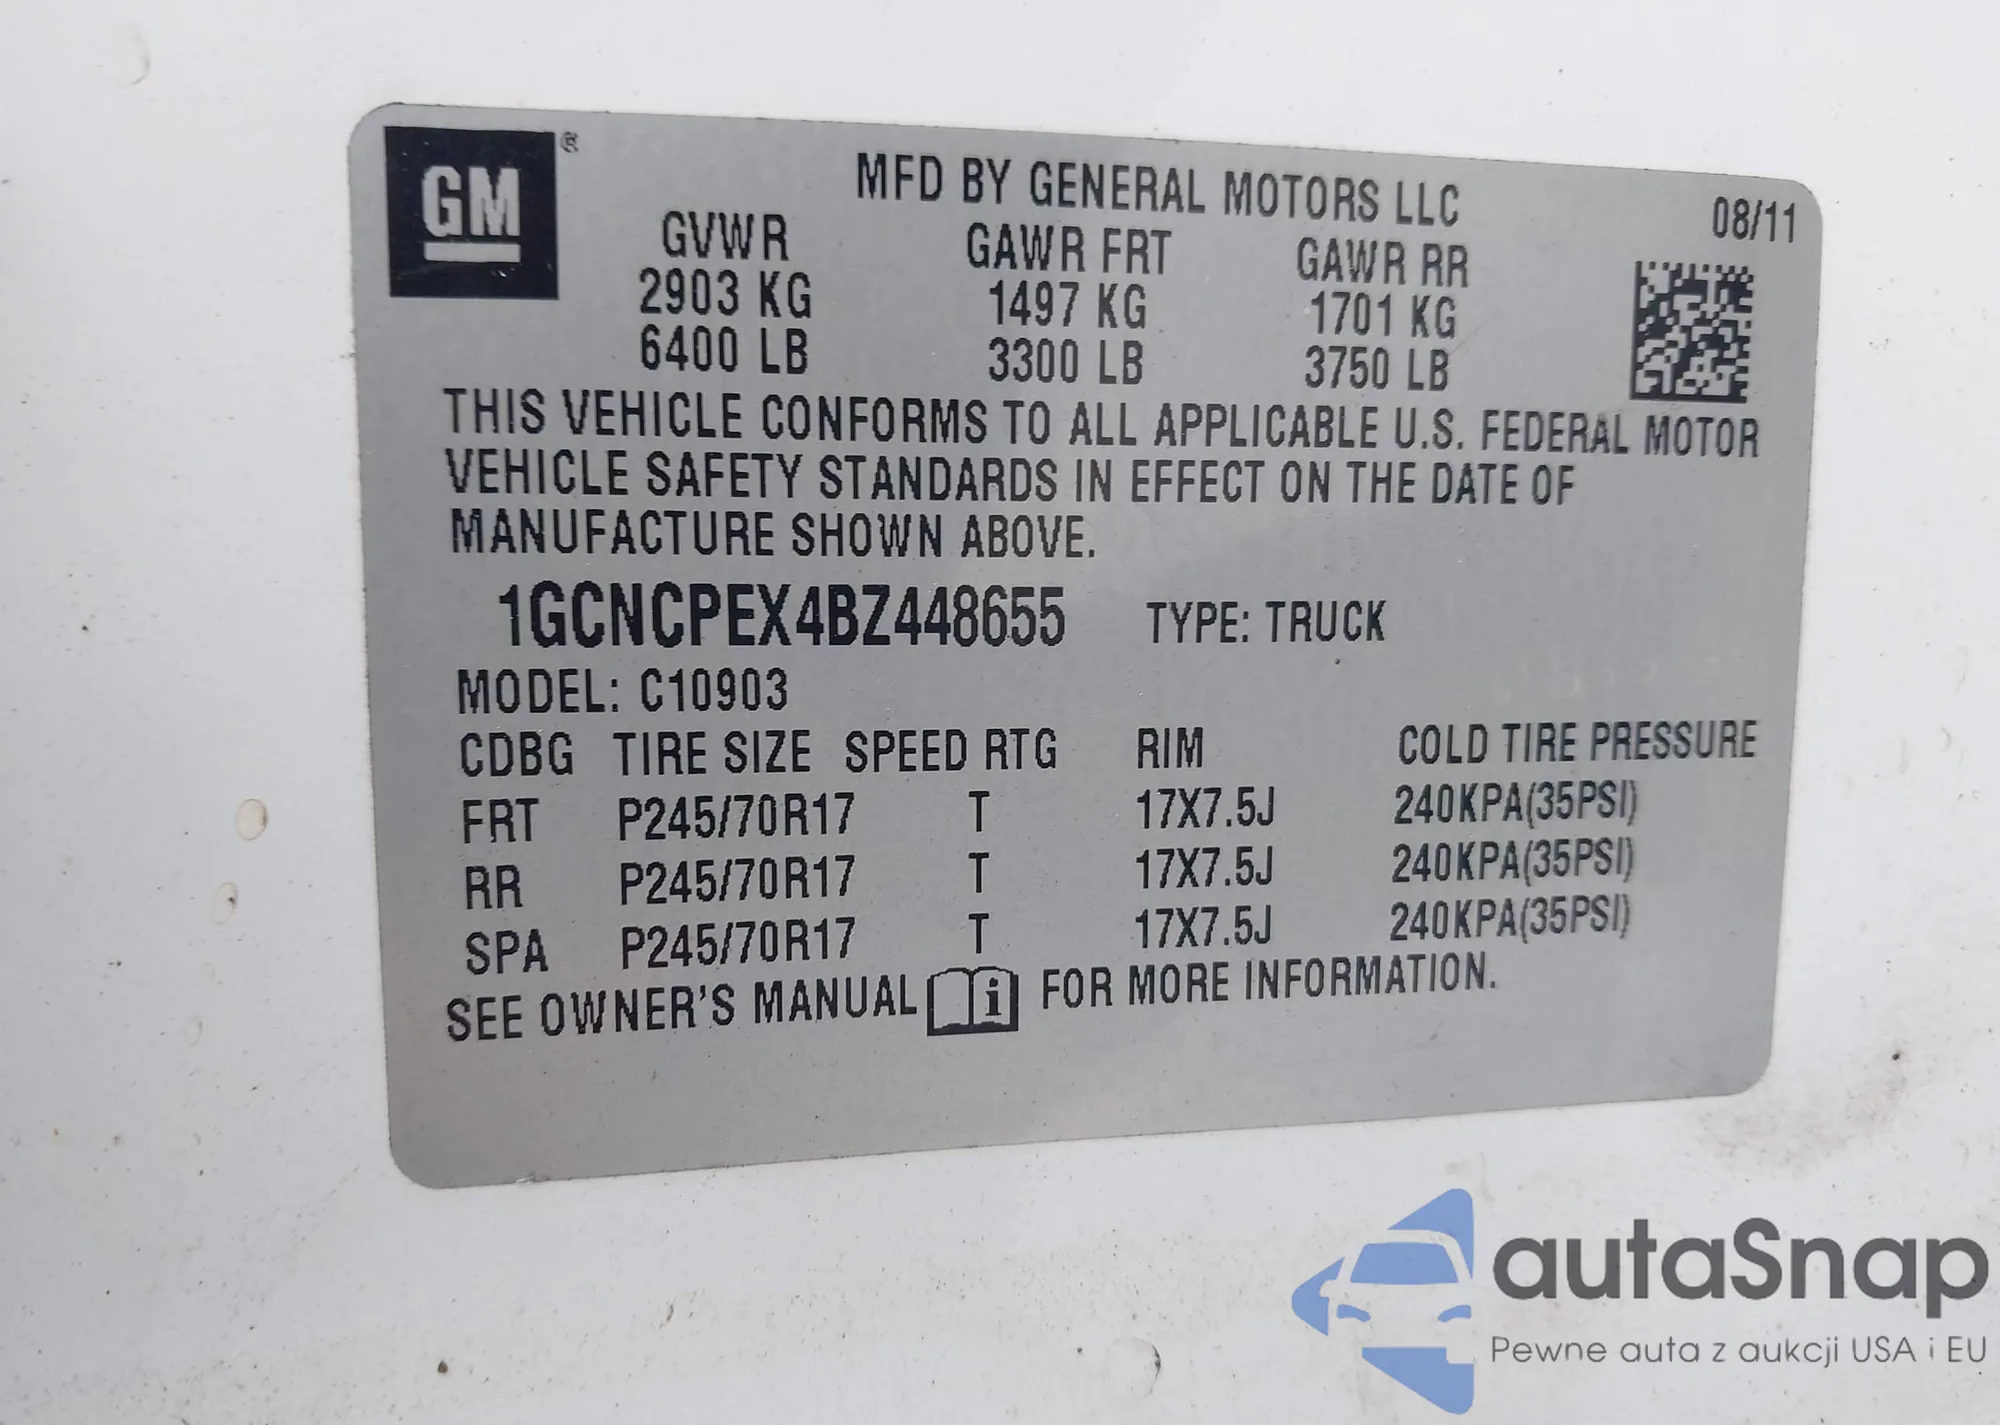 GM ®
MFD BY GENERAL MOTORS LLC 08/11
GVWR GAWR FRT GAWR RR
2903 KG 1497 KG 1701 KG
6400 LB 3300 LB 3750 LB
THIS VEHICLE CONFORMS TO ALL APPLICABLE U.S. FEDERAL MOTOR
VEHICLE SAFETY STANDARDS IN EFFECT ON THE DATE OF
MANUFACTURE SHOWN ABOVE.
1GCNCPEX4BZ448655 TYPE: TRUCK
MODEL: C10903
CDBG TIRE SIZE SPEED RTG RIM COLD TIRE PRESSURE
FRT P245/70R17 T 17X7.5J 240KPA(35PSI)
RR P245/70R17 T 17X7.5J 240KPA(35PSI)
SPA P245/70R17 T 17X7.5J 240KPA(35PSI)
SEE OWNER'S MANUAL i FOR MORE INFORMATION.
autaSnap
Pewne auta z aukcji USA i EU